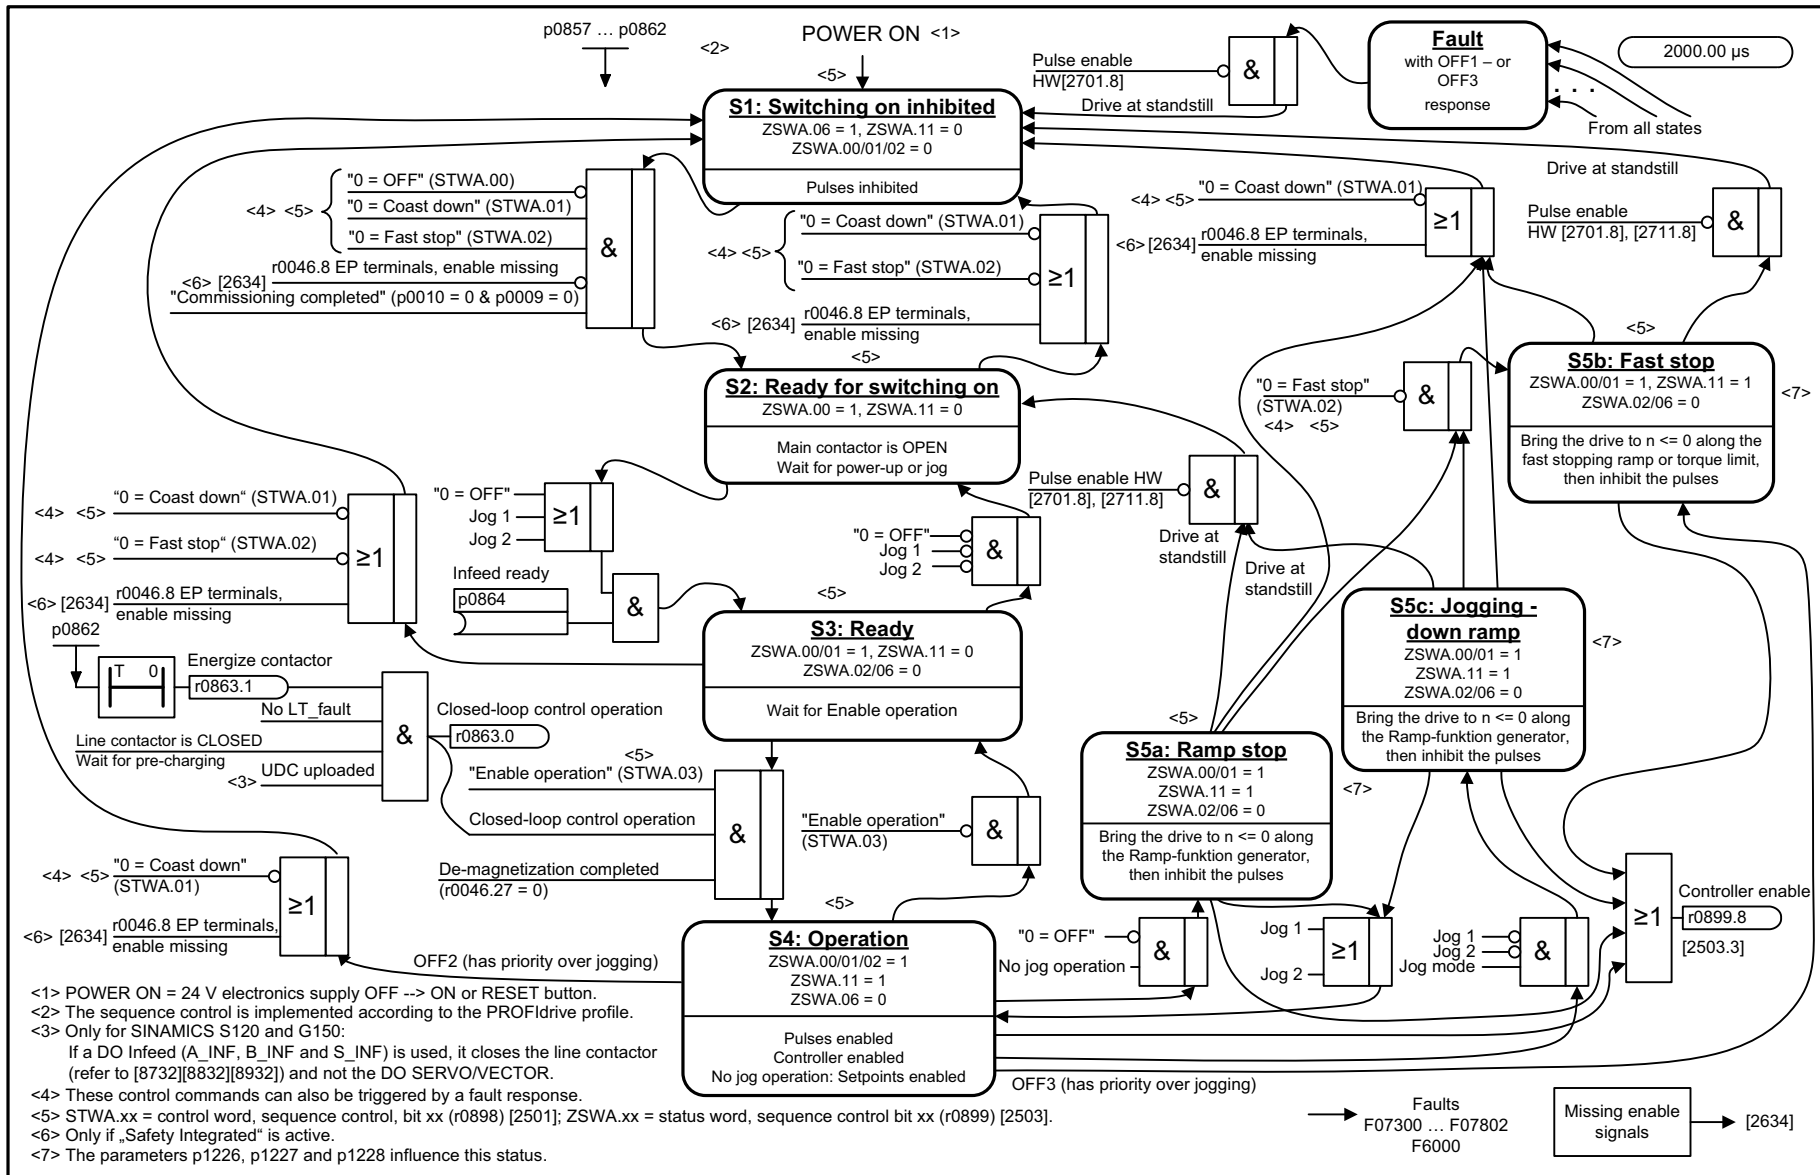 p0857 ... p0862
<2>
POWER ON <1>
<5>
S1: Switching on inhibited
ZSWA.06 = 1, ZSWA.11 = 0
ZSWA.00/01/02 = 0
Pulses inhibited
Pulse enable
HW[2701.8]
&
Drive at standstill
Fault
with OFF1 – or
OFF3
response
2000.00 µs
. . .
From all states
<4> <5>
"0 = OFF" (STWA.00)
"0 = Coast down" (STWA.01)
"0 = Fast stop" (STWA.02)
<6> [2634]
r0046.8 EP terminals, enable missing
"Commissioning completed" (p0010 = 0 & p0009 = 0)
&
<4> <5>
"0 = Coast down" (STWA.01)
"0 = Fast stop" (STWA.02)
≥1
<6> [2634]
r0046.8 EP terminals,
enable missing
"0 = Coast down" (STWA.01)
<4> <5>
<6> [2634]
r0046.8 EP terminals,
enable missing
≥1
Drive at standstill
Pulse enable
HW [2701.8], [2711.8]
&
<5>
S2: Ready for switching on
ZSWA.00 = 1, ZSWA.11 = 0
Main contactor is OPEN
Wait for power-up or jog
<5>
S5b: Fast stop
ZSWA.00/01 = 1, ZSWA.11 = 1
ZSWA.02/06 = 0
Bring the drive to n <= 0 along the
fast stopping ramp or torque limit,
then inhibit the pulses
<7>
"0 = Fast stop"
(STWA.02)
<4> <5>
&
"0 = OFF"
Jog 1
Jog 2
≥1
Infeed ready
p0864
&
"0 = OFF"
Jog 1
Jog 2
&
Pulse enable HW
[2701.8], [2711.8]
&
Drive at
standstill
Drive at
standstill
"0 = Coast down" (STWA.01)
<4> <5>
"0 = Fast stop" (STWA.02)
<4> <5>
≥1
<6> [2634]
r0046.8 EP terminals,
enable missing
<5>
S3: Ready
ZSWA.00/01 = 1, ZSWA.11 = 0
ZSWA.02/06 = 0
Wait for Enable operation
S5c: Jogging -
down ramp
ZSWA.00/01 = 1
ZSWA.11 = 1
ZSWA.02/06 = 0
Bring the drive to n <= 0 along
the Ramp-funktion generator,
then inhibit the pulses
<7>
p0862
T 0
Energize contactor
r0863.1
No LT_fault
Line contactor is CLOSED
Wait for pre-charging
UDC uploaded
<3>
&
Closed-loop control operation
r0863.0
<5>
"Enable operation" (STWA.03)
Closed-loop control operation
De-magnetization completed
(r0046.27 = 0)
&
"Enable operation"
(STWA.03)
&
<5>
S5a: Ramp stop
ZSWA.00/01 = 1
ZSWA.11 = 1
ZSWA.02/06 = 0
Bring the drive to n <= 0 along
the Ramp-funktion generator,
then inhibit the pulses
<7>
<4> <5>
"0 = Coast down"
(STWA.01)
≥1
<6> [2634]
r0046.8 EP terminals,
enable missing
<5>
S4: Operation
ZSWA.00/01/02 = 1
ZSWA.11 = 1
ZSWA.06 = 0
Pulses enabled
Controller enabled
No jog operation: Setpoints enabled
OFF2 (has priority over jogging)
"0 = OFF"
No jog operation
&
Jog 1
Jog 2
≥1
Jog 1
Jog 2
Jog mode
&
≥1
Controller enable
r0899.8
[2503.3]
OFF3 (has priority over jogging)
<1> POWER ON = 24 V electronics supply OFF --> ON or RESET button.
<2> The sequence control is implemented according to the PROFIdrive profile.
<3> Only for SINAMICS S120 and G150:
If a DO Infeed (A_INF, B_INF and S_INF) is used, it closes the line contactor
(refer to [8732][8832][8932]) and not the DO SERVO/VECTOR.
<4> These control commands can also be triggered by a fault response.
<5> STWA.xx = control word, sequence control, bit xx (r0898) [2501]; ZSWA.xx = status word, sequence control bit xx (r0899) [2503].
<6> Only if „Safety Integrated“ is active.
<7> The parameters p1226, p1227 and p1228 influence this status.
Faults
F07300 ... F07802
F6000
Missing enable
signals
[2634]